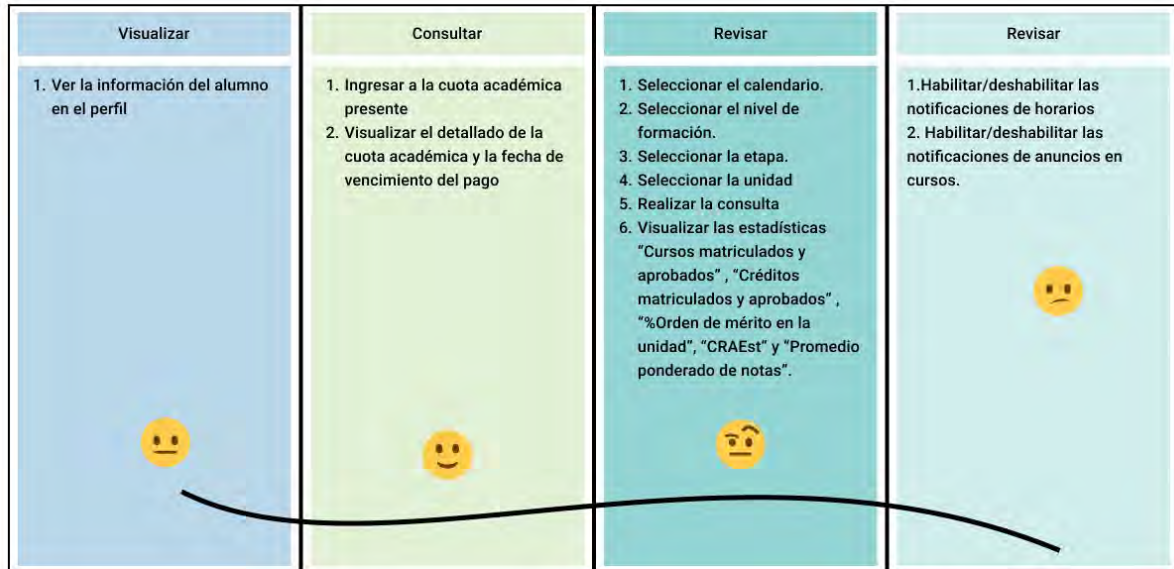 Visualizar
1. Ver la información del alumno
en el perfil
Consultar
1. Ingresar a la cuota académica
presente
2. Visualizar el detallado de la
cuota académica y la fecha de
vencimiento del pago
Revisar
1. Seleccionar el calendario.
2. Seleccionar el nivel de
formación.
3. Seleccionar la etapa.
4. Seleccionar la unidad
5. Realizar la consulta
6. Visualizar las estadísticas
“Cursos matriculados y
aprobados” , “Créditos
matriculados y aprobados” ,
“%Orden de mérito en la
unidad”, “CRAEst” y “Promedio
ponderado de notas”.
Revisar
1.Habilitar/deshabilitar las
notificaciones de horarios
2. Habilitar/deshabilitar las
notificaciones de anuncios en
cursos.